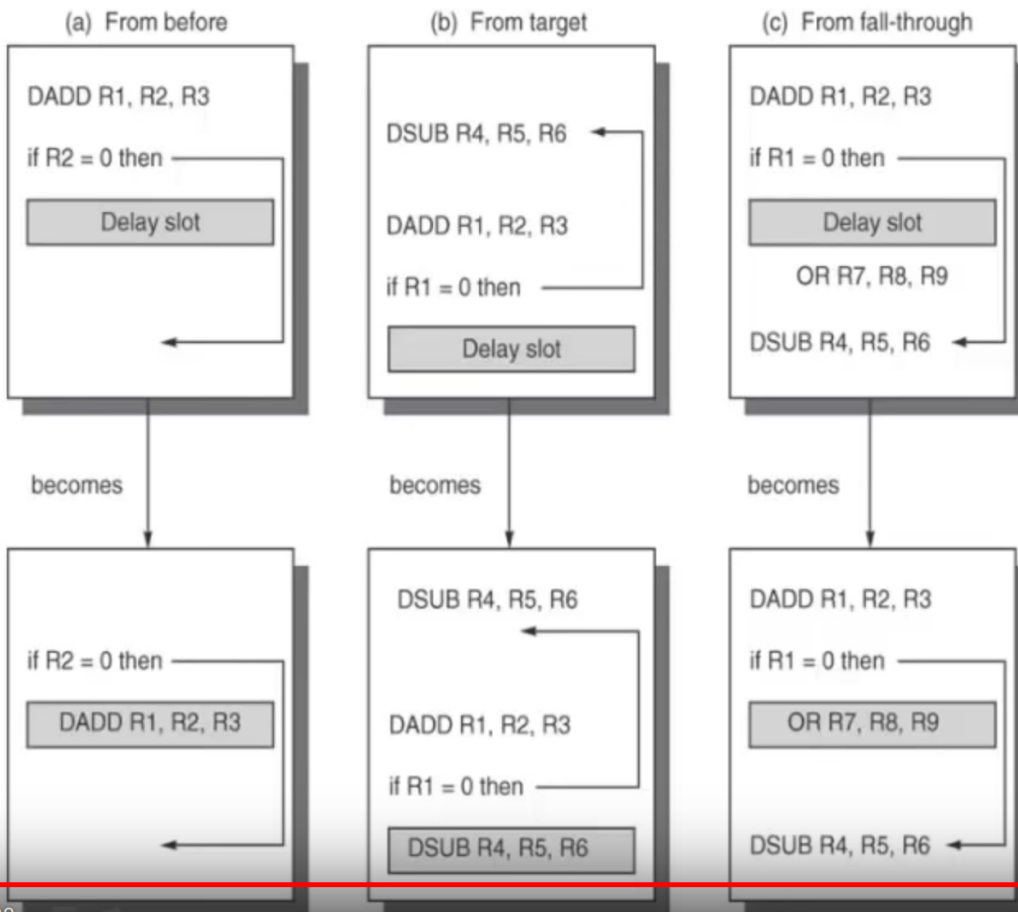 (a) From before
DADD R1, R2, R3
if R2 = 0 then
Delay slot
becomes
if R2 = 0 then
DADD R1, R2, R3
(b) From target
DSUB R4, R5, R6
DADD R1, R2, R3
if R1 = 0 then
Delay slot
becomes
DSUB R4, R5, R6
DADD R1, R2, R3
if R1 = 0 then
DSUB R4, R5, R6
(c) From fall-through
DADD R1, R2, R3
if R1 = 0 then
Delay slot
OR R7, R8, R9
DSUB R4, R5, R6
becomes
DADD R1, R2, R3
if R1 = 0 then
OR R7, R8, R9
DSUB R4, R5, R6